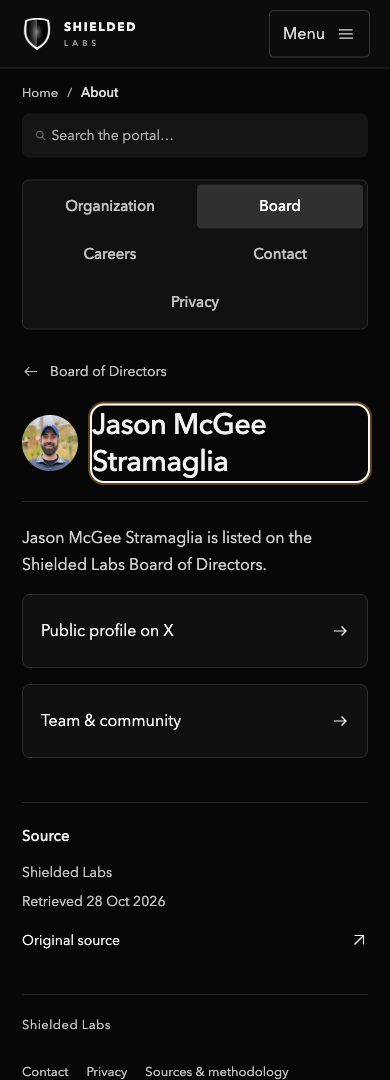 SHIELDED
LABS
Menu
Home / About
Search the portal…
Organization
Board
Careers
Contact
Privacy
← Board of Directors
Jason McGee
Stramaglia
Jason McGee Stramaglia is listed on the
Shielded Labs Board of Directors.
Public profile on X →
Team & community →
Source
Shielded Labs
Retrieved 28 Oct 2026
Original source
Shielded Labs
Contact Privacy Sources & methodology